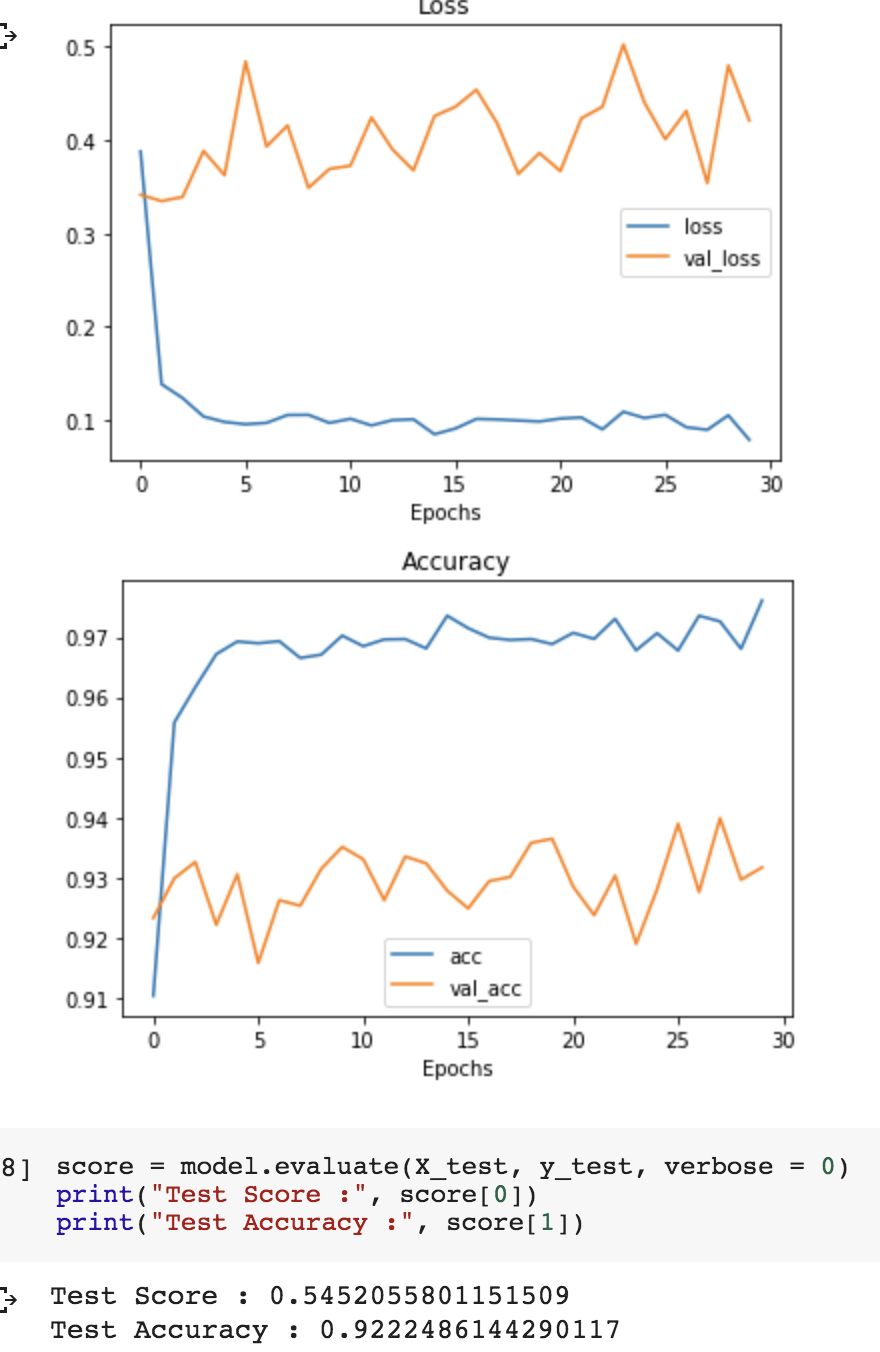 Loss
0.5
0.4
0.3
0.2
0.1
loss
val_loss
0 5 10 15 20 25 30
Epochs
Accuracy
0.97
0.96
0.95
0.94
0.93
0.92
0.91
acc
val_acc
0 5 10 15 20 25 30
Epochs
8] score = model.evaluate(X_test, y_test, verbose = 0)
print("Test Score :", score[0])
print("Test Accuracy :", score[1])
Test Score : 0.5452055801151509
Test Accuracy : 0.9222486144290117